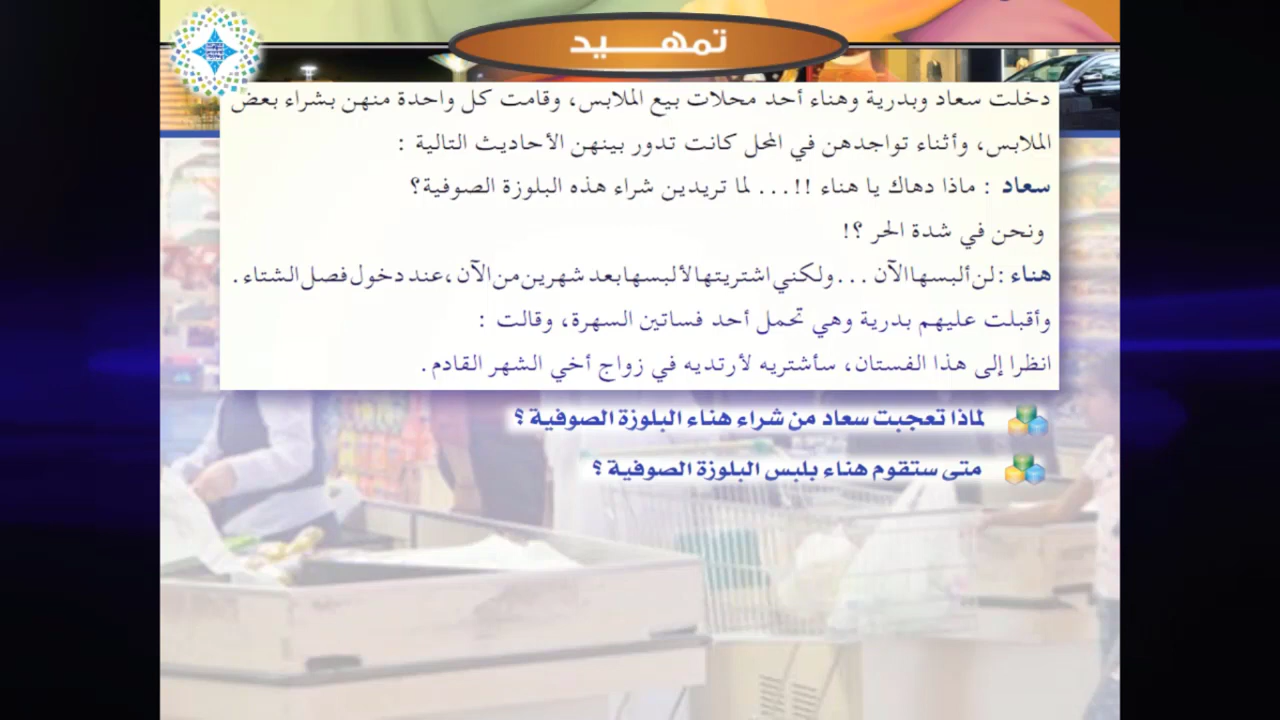 تمهيد
دخلت سعاد وبدرية وهناء أحد محلات بيع الملابس، وقامت كل واحدة منهن بشراء بعض
الملابس، وأثناء تواجدهن في المحل كانت تدور بينهن الأحاديث التالية :
سعاد : ماذا دهاك يا هناء !!... لما تريدين شراء هذه البلوزة الصوفية؟
ونحن في شدة الحر ؟!
هناء : لن ألبسها الآن ... ولكني اشتريتها لألبسها بعد شهرين من الآن ، عند دخول فصل الشتاء .
وأقبلت عليهم بدرية وهي تحمل أحد فساتين السهرة، وقالت :
انظرا إلى هذا الفستان، سأشتريه لأرتديه في زواج أخي الشهر القادم .
لماذا تعجبت سعاد من شراء هناء البلوزة الصوفية ؟
متى ستقوم هناء بلبس البلوزة الصوفية ؟